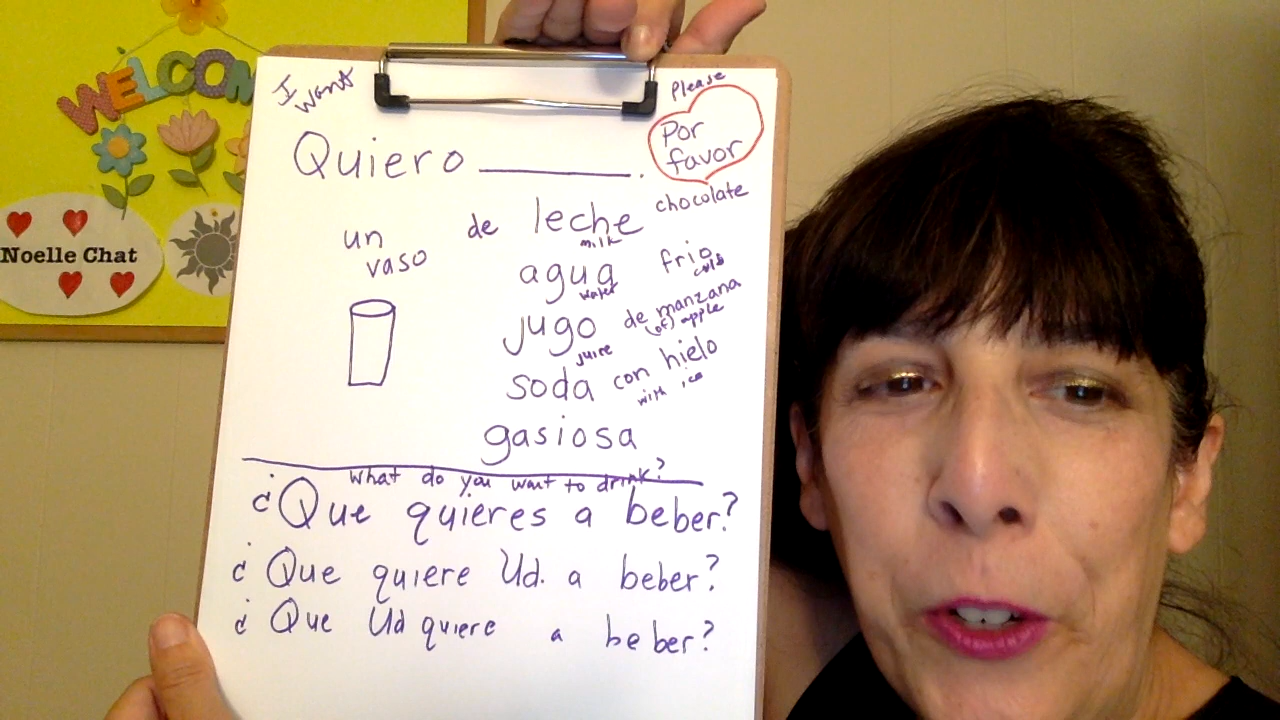 WELCOM
Noelle Chat
I want
Please
Quiero ________.
Por favor
un vaso
de leche chocolate
milk
agua frio
water cold
jugo de manzana
juice (of) apple
soda con hielo
with ice
gasiosa
What do you want to drink?
¿Que quieres a beber?
¿Que quiere Ud. a beber?
¿Que Ud quiere a beber?